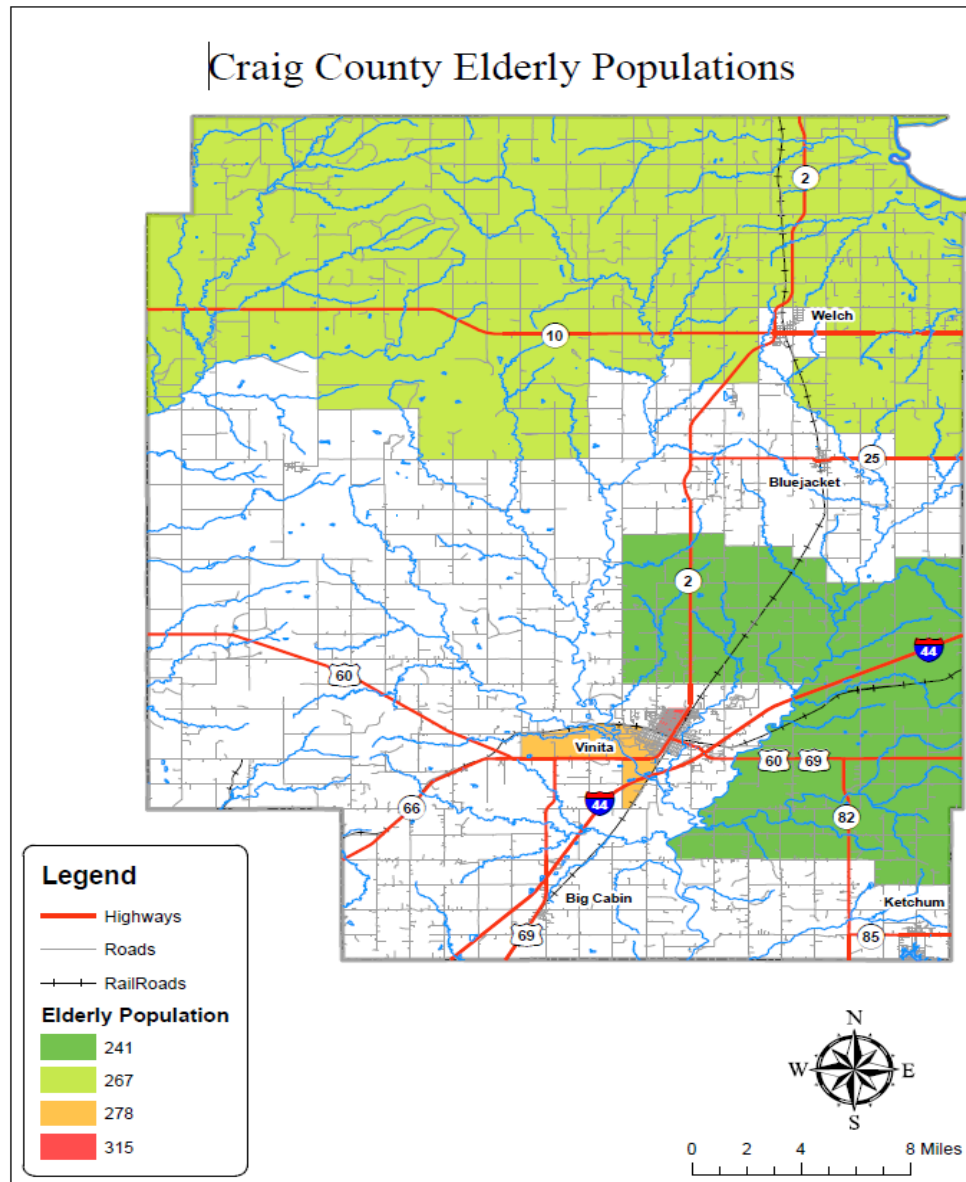 Craig County Elderly Populations
2
Welch
10
25
Bluejacket
2
44
60
Vinita
60 69
44
66
82
Big Cabin
Ketchum
69
85
Legend
Highways
Roads
RailRoads
Elderly Population
241
267
278
315
N
W E
S
0 2 4 8 Miles